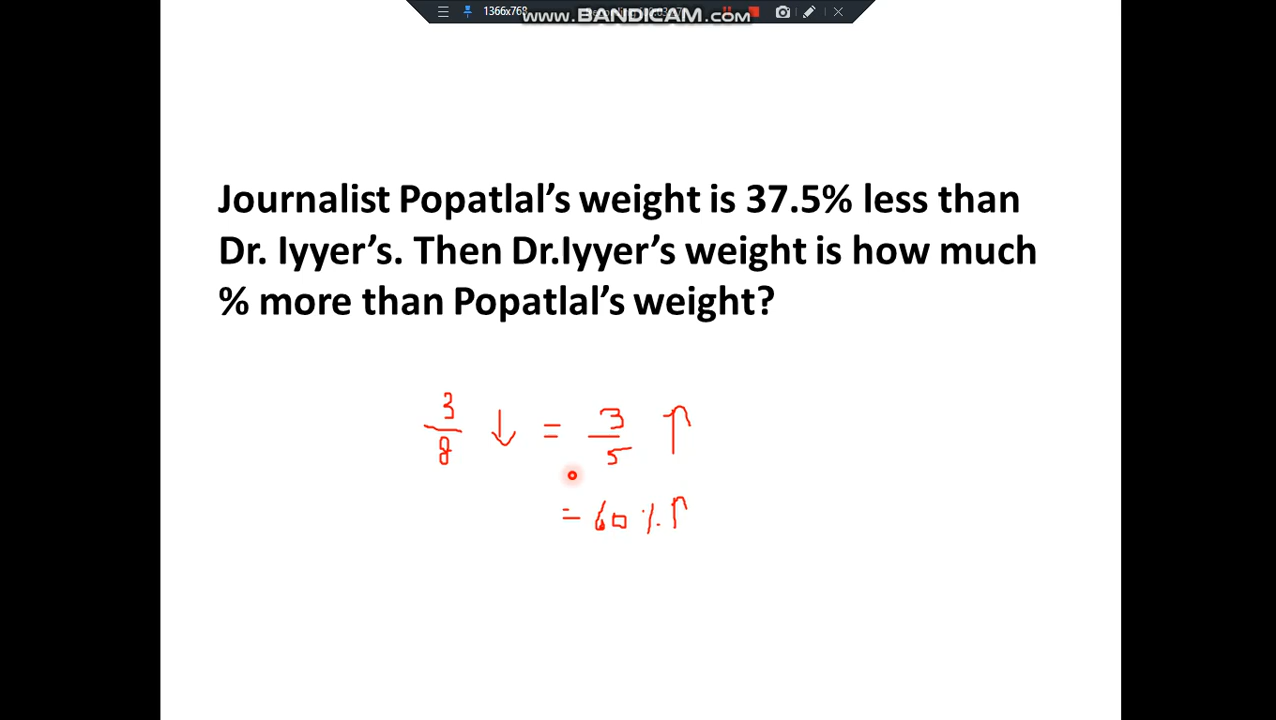 1366x768
www.BANDICAM.com
Journalist Popatlal’s weight is 37.5% less than
Dr. Iyyer’s. Then Dr.Iyyer’s weight is how much
% more than Popatlal’s weight?
3/8 ↓ = 3/5 ↑
= 60%↑